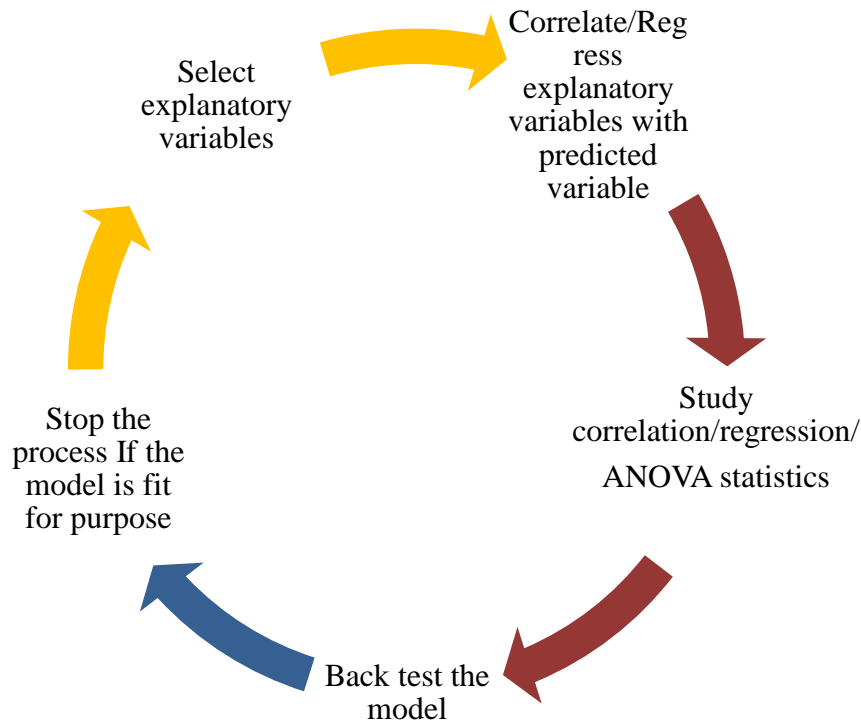 Select
explanatory
variables
Correlate/Reg
ress
explanatory
variables with
predicted
variable
Study
correlation/regression/
ANOVA statistics
Back test the
model
Stop the
process If the
model is fit
for purpose